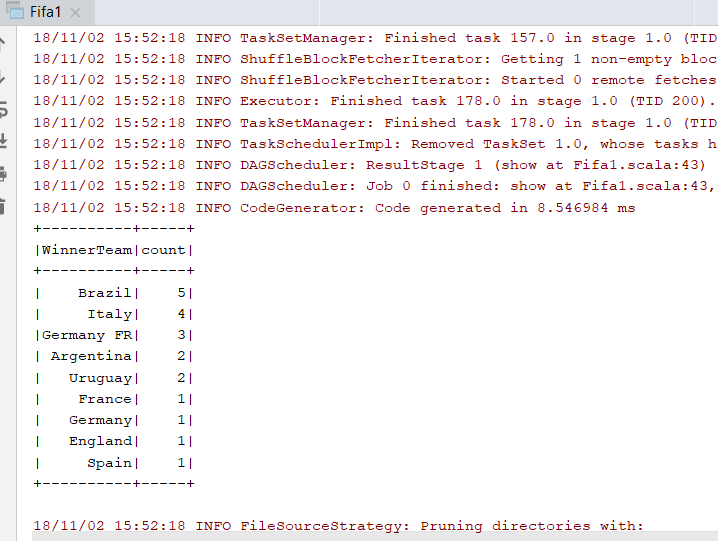 Fifa1
18/11/02 15:52:18 INFO TaskSetManager: Finished task 157.0 in stage 1.0 (TID
18/11/02 15:52:18 INFO ShuffleBlockFetcherIterator: Getting 1 non-empty bloc
18/11/02 15:52:18 INFO ShuffleBlockFetcherIterator: Started 0 remote fetches
18/11/02 15:52:18 INFO Executor: Finished task 178.0 in stage 1.0 (TID 200).
18/11/02 15:52:18 INFO TaskSetManager: Finished task 178.0 in stage 1.0 (TID
18/11/02 15:52:18 INFO TaskSchedulerImpl: Removed TaskSet 1.0, whose tasks h
18/11/02 15:52:18 INFO DAGScheduler: ResultStage 1 (show at Fifa1.scala:43)
18/11/02 15:52:18 INFO DAGScheduler: Job 0 finished: show at Fifa1.scala:43,
18/11/02 15:52:18 INFO CodeGenerator: Code generated in 8.546984 ms
+----------+-----+
|WinnerTeam|count|
+----------+-----+
|    Brazil|    5|
|     Italy|    4|
|Germany FR|    3|
| Argentina|    2|
|   Uruguay|    2|
|    France|    1|
|   Germany|    1|
|   England|    1|
|     Spain|    1|
+----------+-----+
18/11/02 15:52:18 INFO FileSourceStrategy: Pruning directories with: